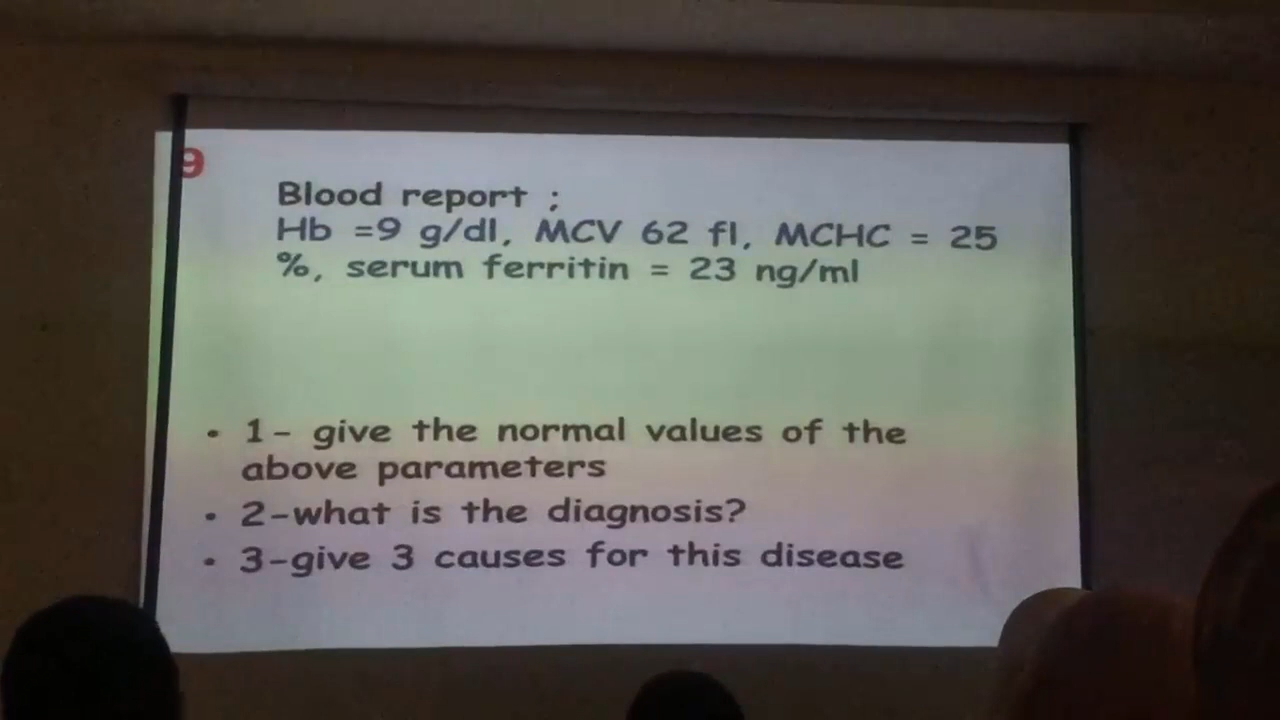 9
Blood report ;
Hb =9 g/dl, MCV 62 fl, MCHC = 25
%, serum ferritin = 23 ng/ml
• 1- give the normal values of the
above parameters
• 2-what is the diagnosis?
• 3-give 3 causes for this disease